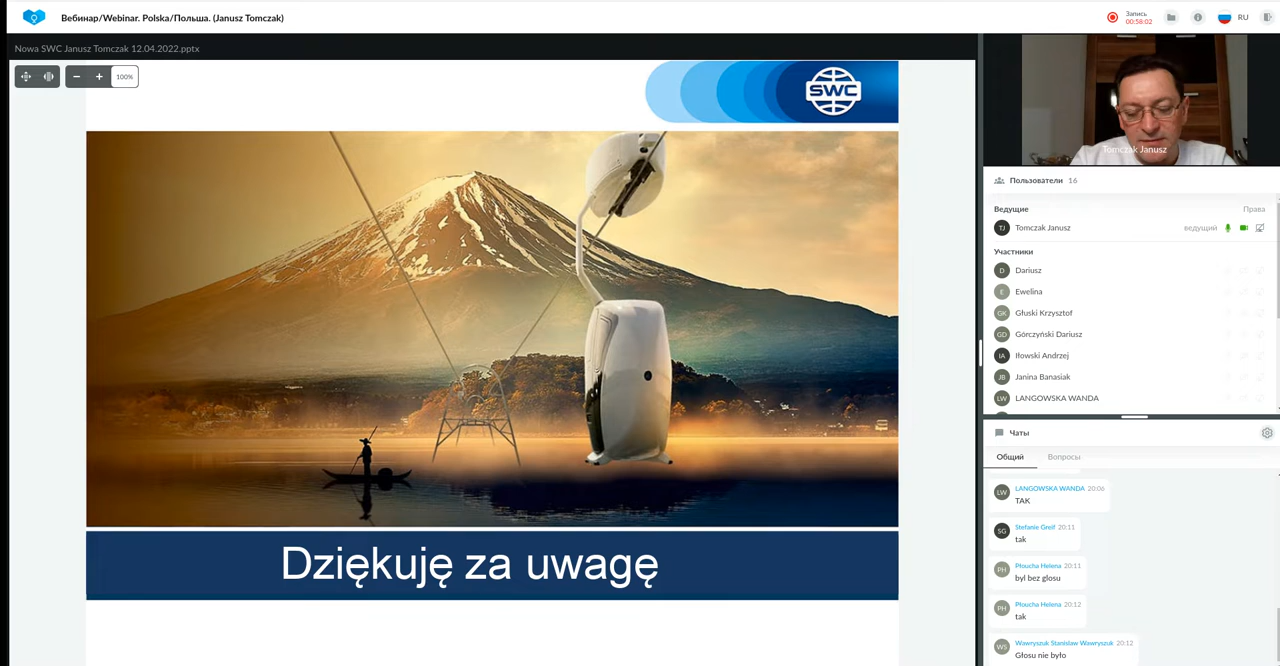 Вебинар/Webinar. Polska/Польша. (Janusz Tomczak)
Запись
00:58:02
RU
Nowa SWC Janusz Tomczak 12.04.2022.pptx
100%
SWC
Dziękuję za uwagę
Tomczak Janusz
Пользователи 16
Ведущие Права
TJ Tomczak Janusz ведущий
Участники
D Dariusz
E Ewelina
GK Głuski Krzysztof
GD Górczyński Dariusz
IA Iłowski Andrzej
JB Janina Banasiak
LW LANGOWSKA WANDA
Чаты
Общий Вопросы
LW LANGOWSKA WANDA 20:06
TAK
SG Stefanie Greif 20:11
tak
PH Płoucha Helena 20:11
byl bez glosu
PH Płoucha Helena 20:12
tak
WS Wawryszuk Stanislaw Wawryszuk 20:12
Głosu nie było